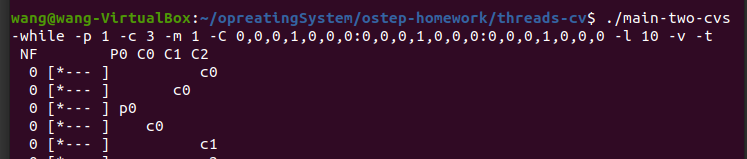 wang@wang-VirtualBox:~/opreatingSystem/ostep-homework/threads-cv$ ./main-two-cvs
-while -p 1 -c 3 -m 1 -C 0,0,0,1,0,0,0:0,0,0,1,0,0,0:0,0,0,1,0,0,0 -l 10 -v -t
 NF        P0 C0 C1 C2
  0 [*--- ]          c0
  0 [*--- ]       c0
  0 [*--- ] p0
  0 [*--- ]    c0
  0 [*--- ]          c1